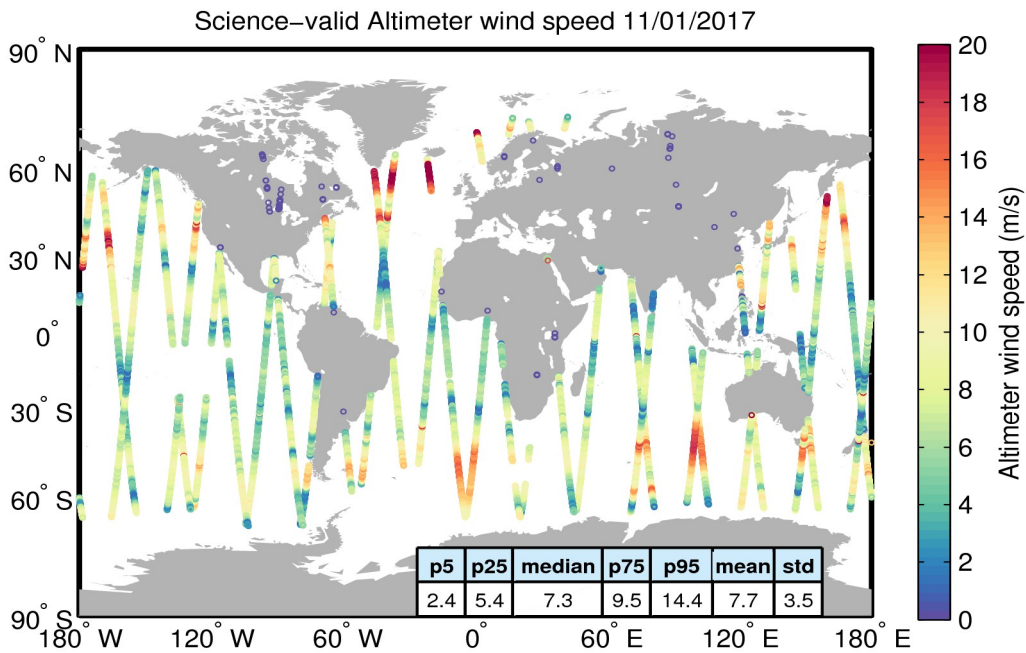 Science−valid Altimeter wind speed 11/01/2017
90° N
60° N
30° N
0°
30° S
60° S
90° S
180° W
120° W
60° W
0°
60° E
120° E
180° E
p5 p25 median p75 p95 mean std
2.4 5.4 7.3 9.5 14.4 7.7 3.5
20
18
16
14
12
10
8
6
4
2
0
Altimeter wind speed (m/s)